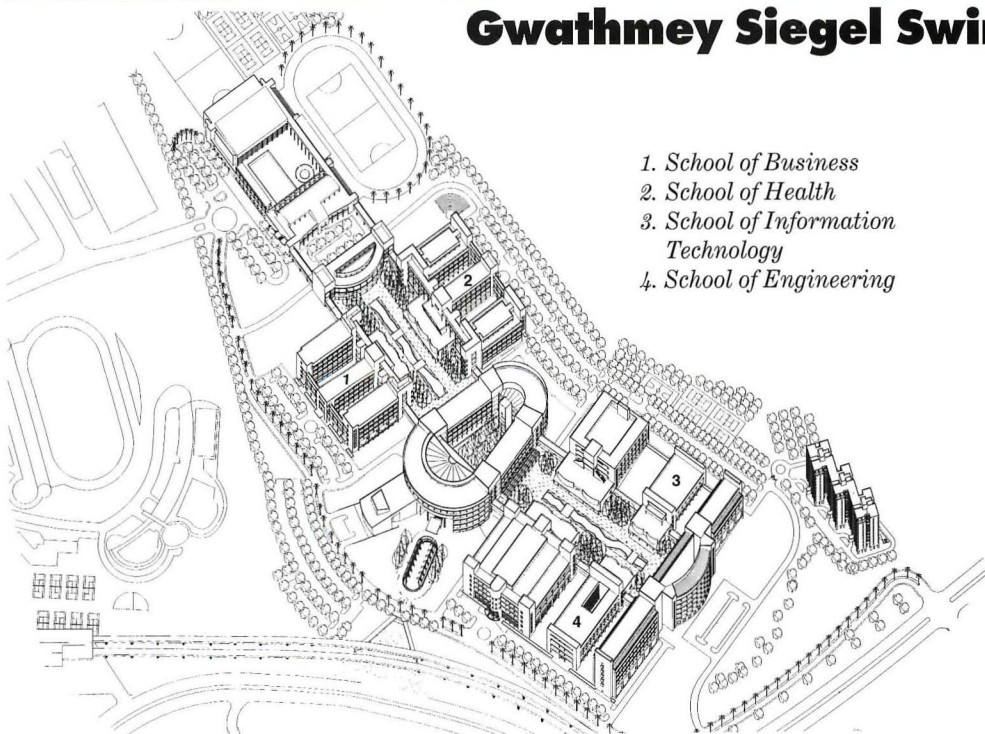 Gwathmey Siegel
1. School of Business
2. School of Health
3. School of Information
Technology
4. School of Engineering
2
1
3
4